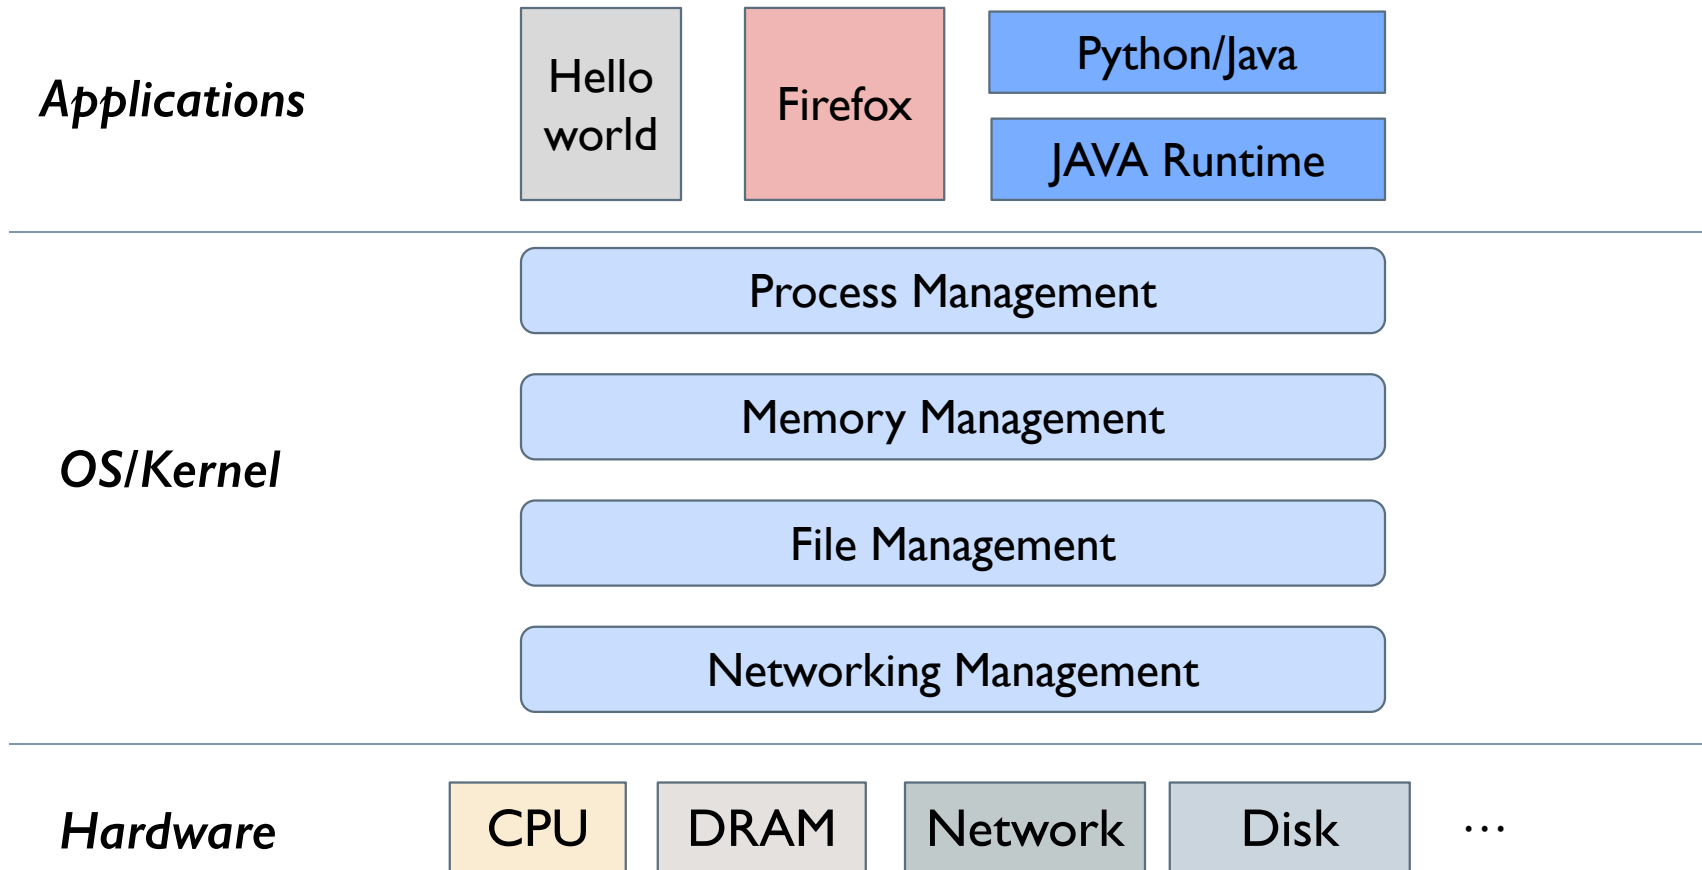 Applications
Hello
world
Firefox
Python/Java
JAVA Runtime
OS/Kernel
Process Management
Memory Management
File Management
Networking Management
Hardware
CPU
DRAM
Network
Disk
...